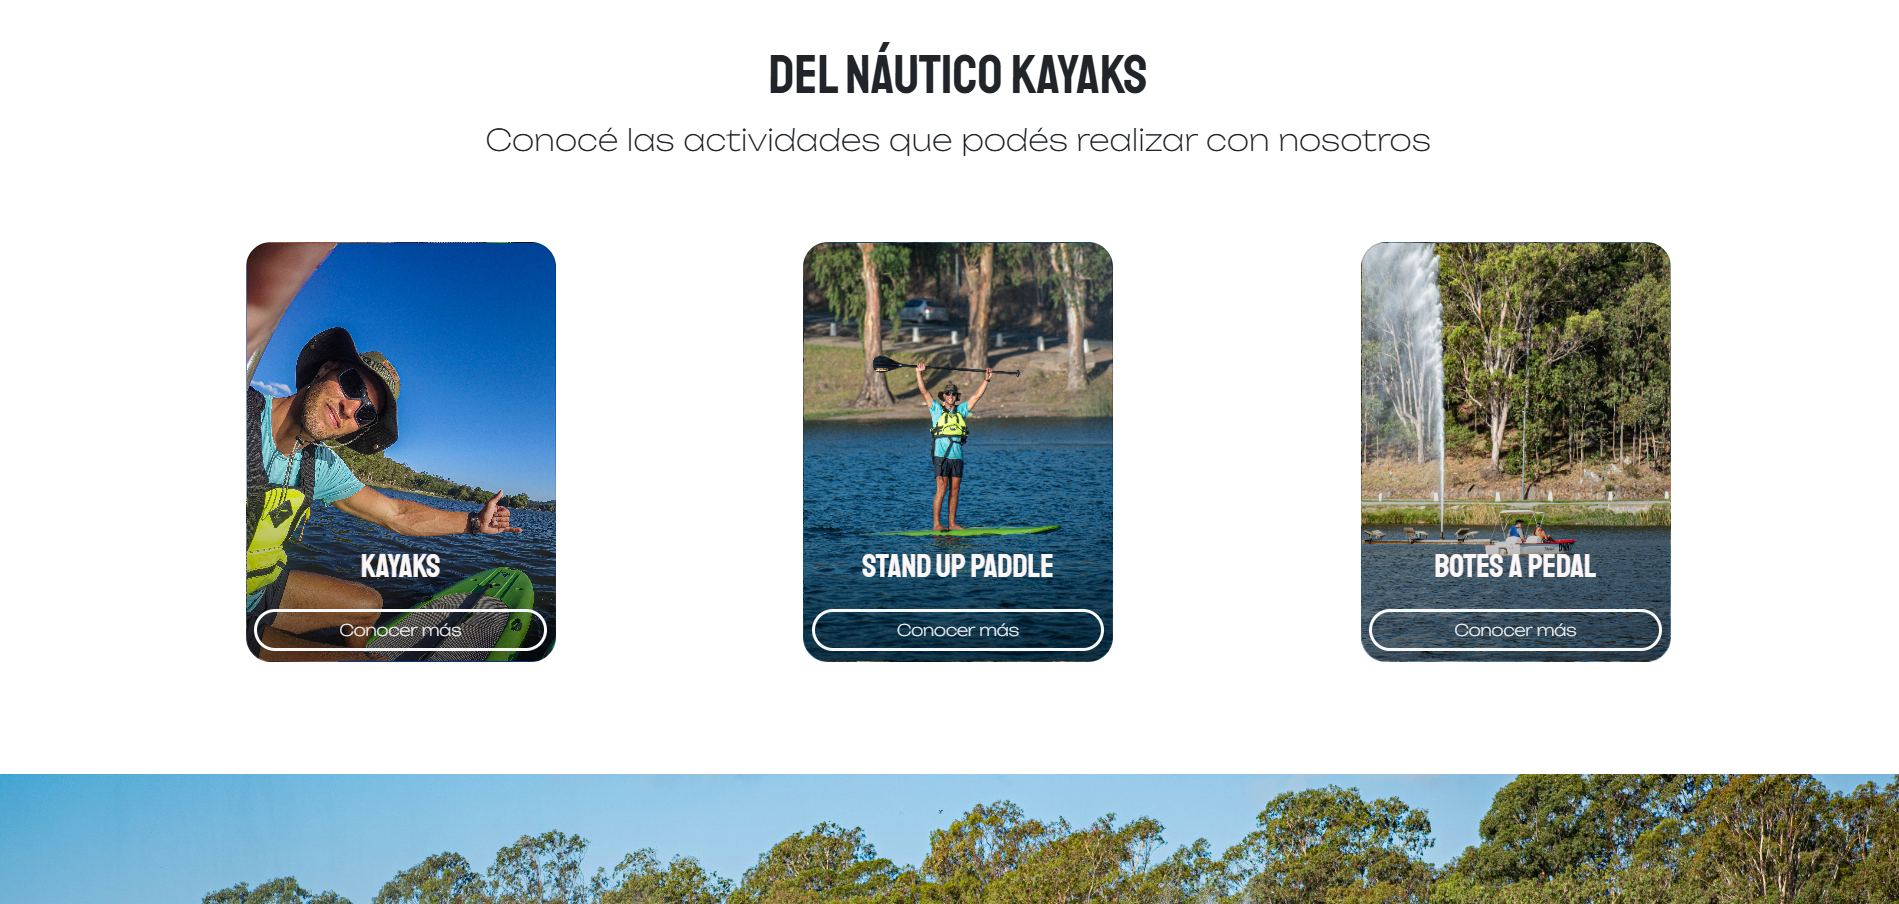 DEL NÁUTICO KAYAKS
Conocé las actividades que podés realizar con nosotros
KAYAKS
Conocer más
STAND UP PADDLE
Conocer más
BOTES A PEDAL
Conocer más